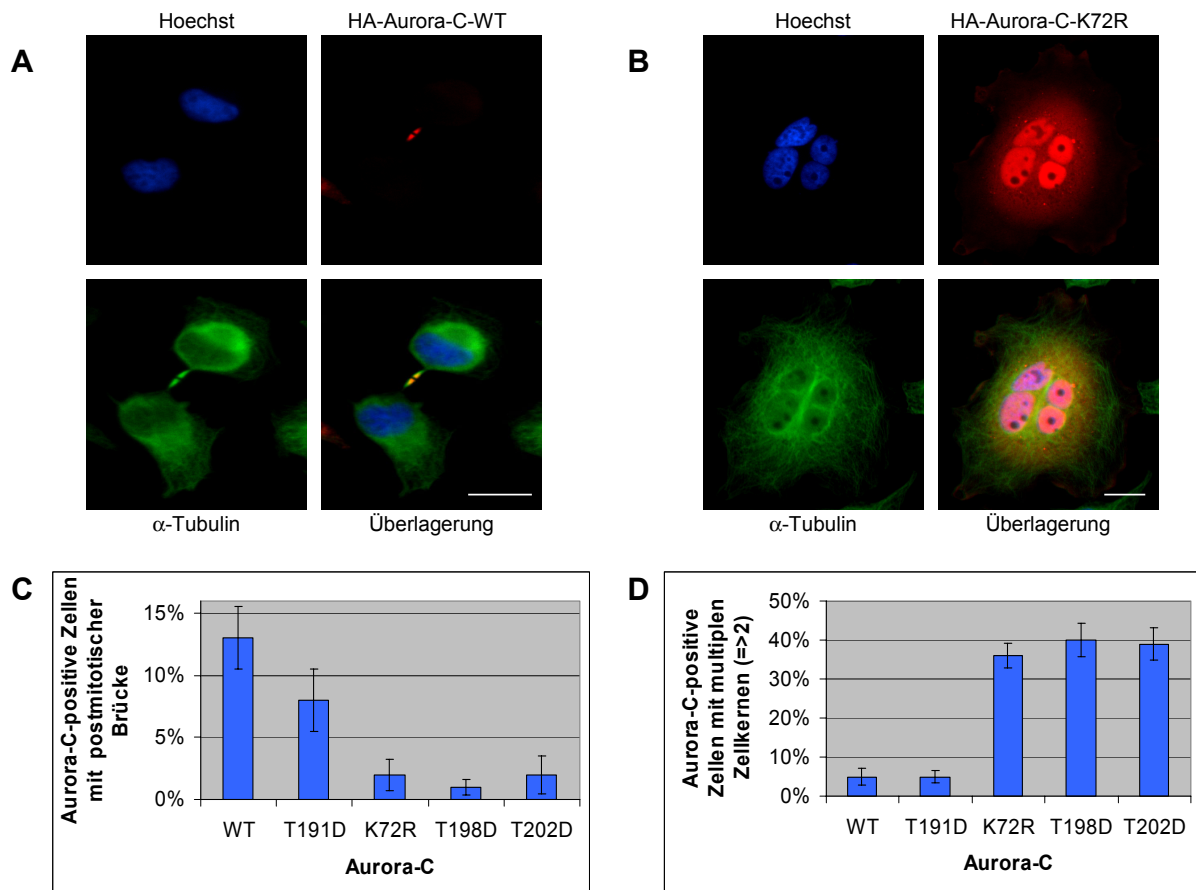 Hoechst
HA-Aurora-C-WT
A
α-Tubulin
Überlagerung
Hoechst
HA-Aurora-C-K72R
B
α-Tubulin
Überlagerung
C
Aurora-C-positive Zellen
mit postmitotischer
Brücke
15%
10%
5%
0%
WT
T191D
K72R
T198D
T202D
Aurora-C
D
Aurora-C-positive
Zellen mit multiplen
Zellkernen (=>2)
50%
40%
30%
20%
10%
0%
WT
T191D
K72R
T198D
T202D
Aurora-C